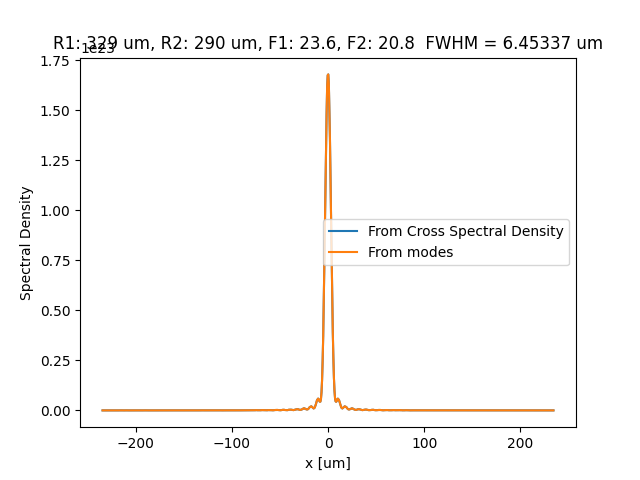 R1: 329 um, R2: 290 um, F1: 23.6, F2: 20.8  FWHM = 6.45337 um
1e23
1.75
1.50
1.25
1.00
0.75
0.50
0.25
0.00
Spectral Density
From Cross Spectral Density
From modes
−200
−100
0
100
200
x [um]